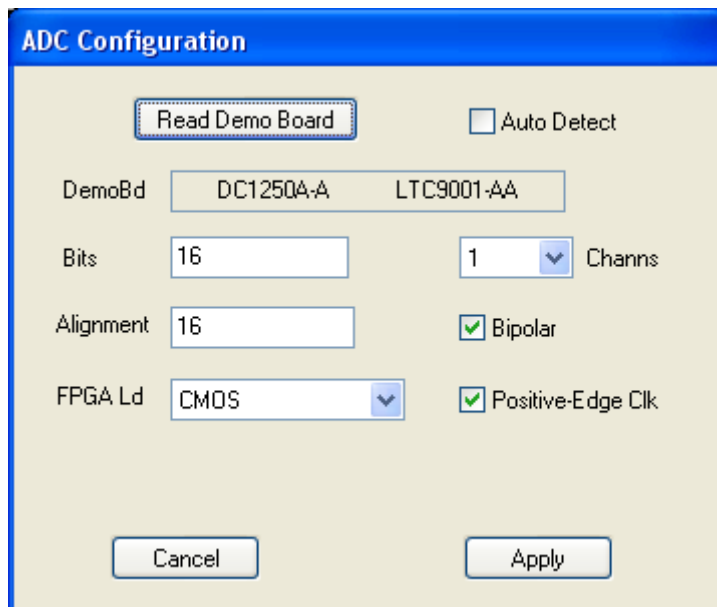 ADC Configuration
Read Demo Board
Auto Detect
DemoBd DC1250A-A LTC9001-AA
Bits 16 1 Channs
Alignment 16 Bipolar
FPGA Ld CMOS Positive-Edge Clk
Cancel Apply